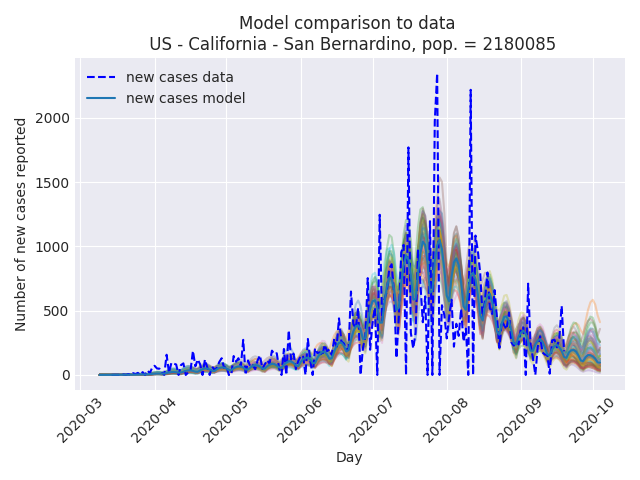 Model comparison to data
US - California - San Bernardino, pop. = 2180085
new cases data
new cases model
Number of new cases reported
2000
1500
1000
500
0
2020-03
2020-04
2020-05
2020-06
2020-07
2020-08
2020-09
2020-10
Day